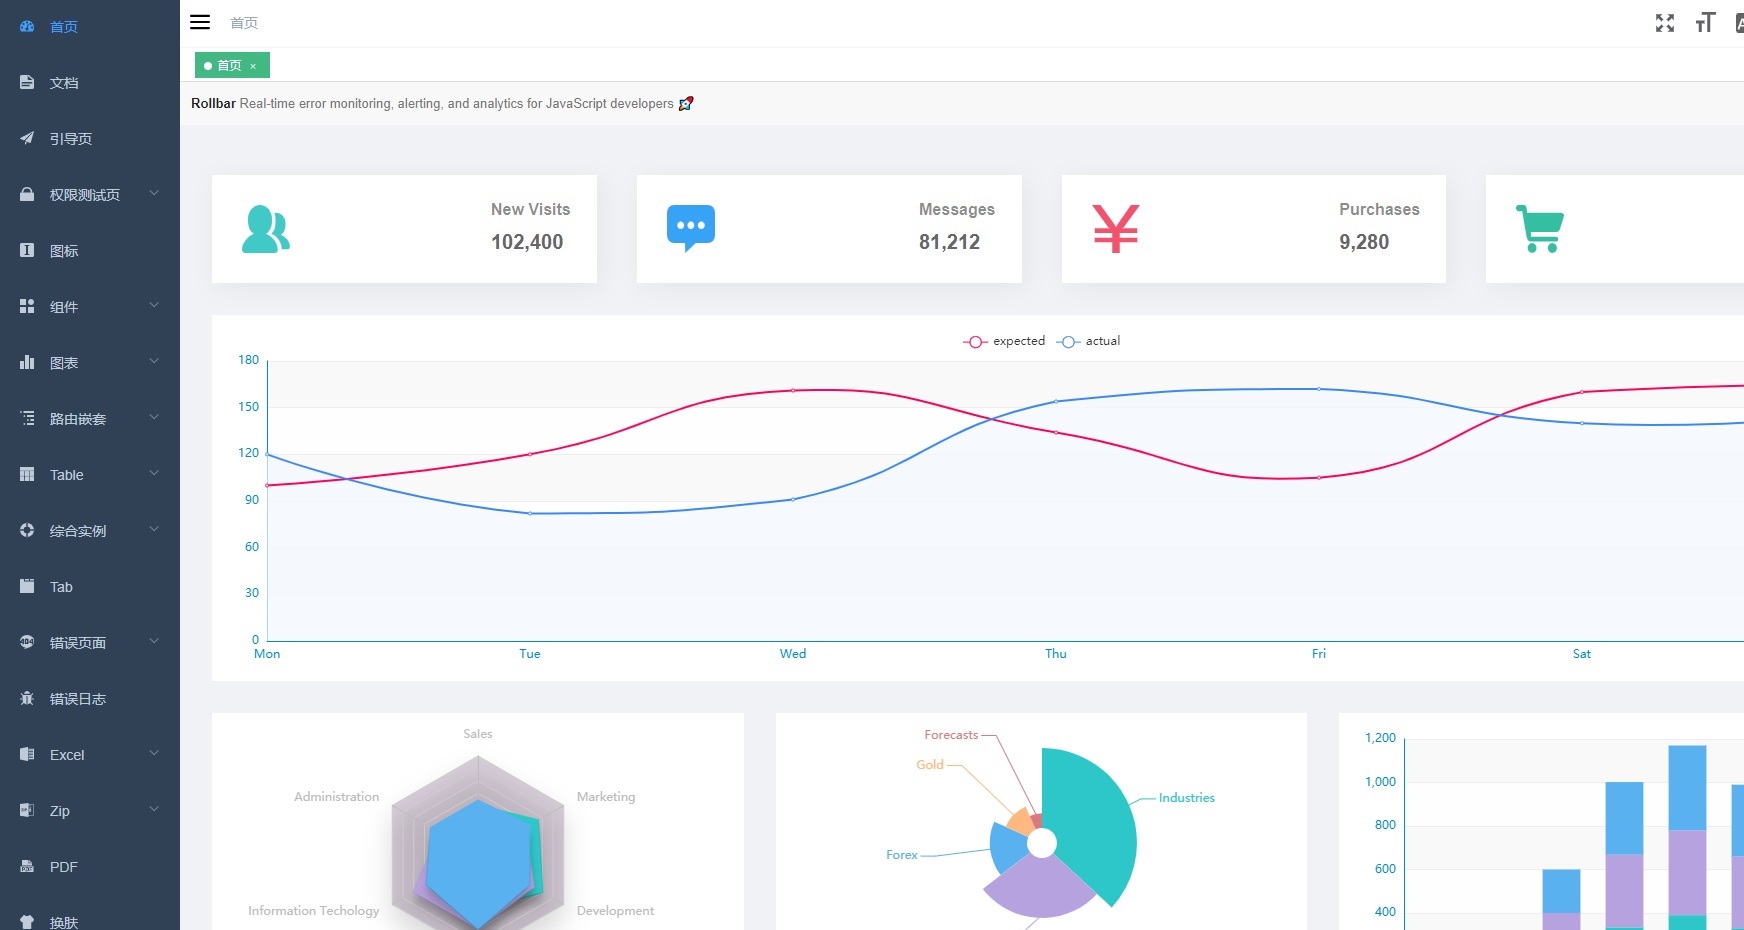 首页
文档
引导页
权限测试页
图标
组件
图表
路由嵌套
Table
综合实例
Tab
错误页面
错误日志
Excel
Zip
PDF
换肤
首页
首页 ×
Rollbar Real-time error monitoring, alerting, and analytics for JavaScript developers 🚀
New Visits
102,400
Messages
81,212
Purchases
9,280
expected actual
180
150
120
90
60
30
0
Mon Tue Wed Thu Fri Sat
Sales
Administration
Marketing
Information Techology
Development
Forecasts
Gold
Industries
Forex
1,200
1,000
800
600
400